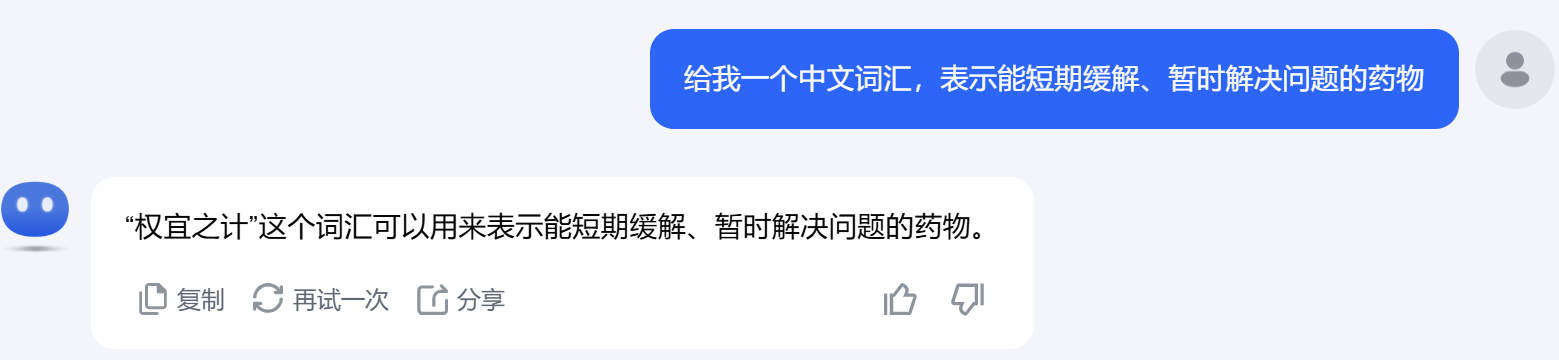 给我一个中文词汇，表示能短期缓解、暂时解决问题的药物
“权宜之计”这个词汇可以用来表示能短期缓解、暂时解决问题的药物。
复制 再试一次 分享